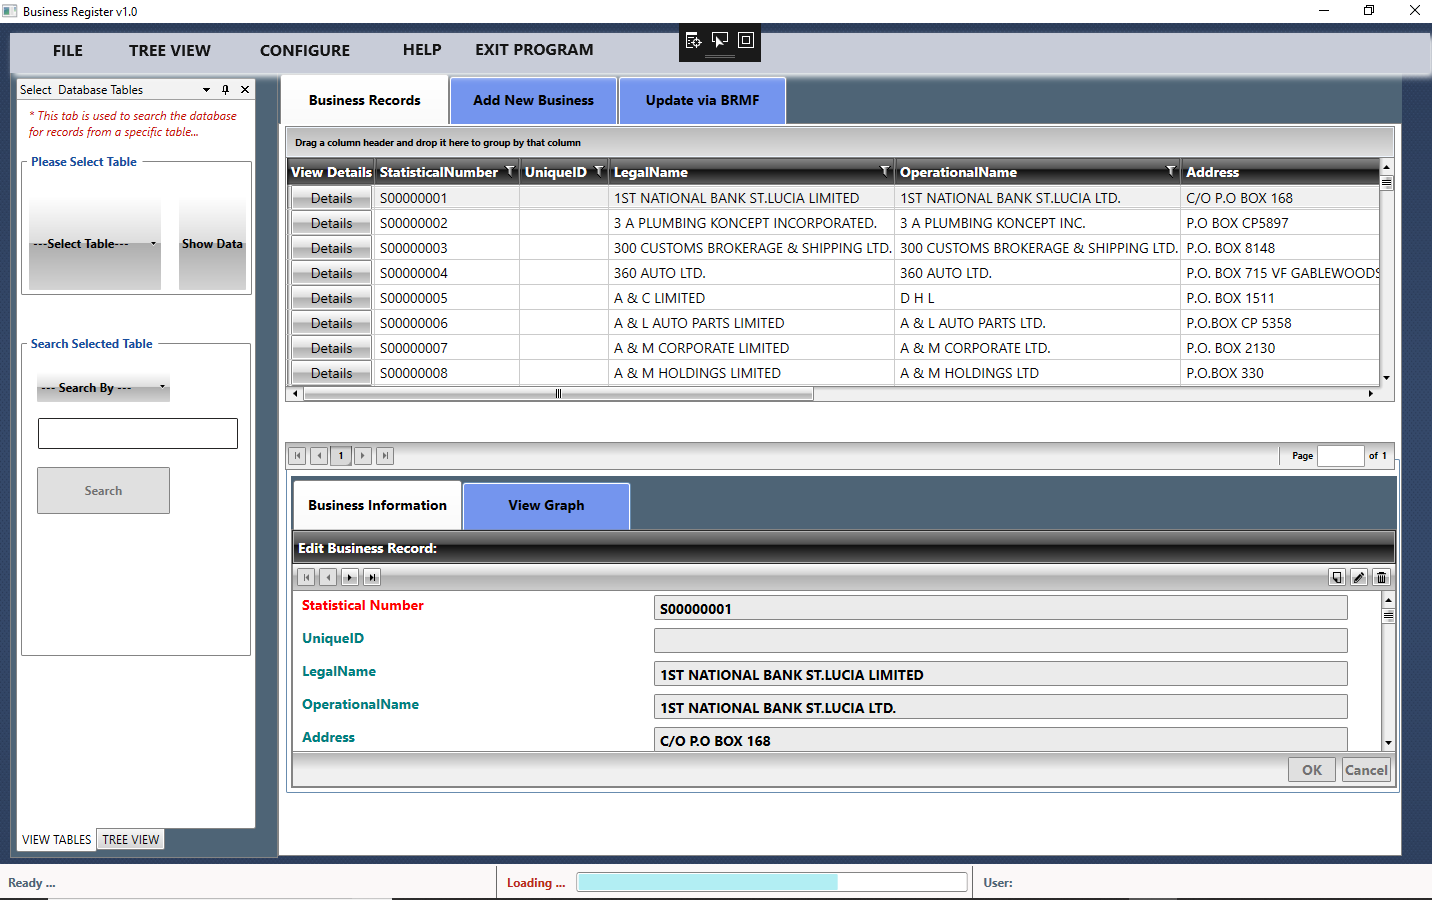 Business Register v1.0
FILE TREE VIEW CONFIGURE HELP EXIT PROGRAM
Select Database Tables
* This tab is used to search the database
for records from a specific table...
Please Select Table
---Select Table---
Show Data
Search Selected Table
--- Search By ---
Search
VIEW TABLES TREE VIEW
Business Records Add New Business Update via BRMF
Drag a column header and drop it here to group by that column
View Details StatisticalNumber UniqueID LegalName OperationalName Address
Details S00000001 1ST NATIONAL BANK ST.LUCIA LIMITED 1ST NATIONAL BANK ST.LUCIA LTD. C/O P.O BOX 168
Details S00000002 3 A PLUMBING KONCEPT INCORPORATED. 3 A PLUMBING KONCEPT INC. P.O BOX CP5897
Details S00000003 300 CUSTOMS BROKERAGE & SHIPPING LTD. 300 CUSTOMS BROKERAGE & SHIPPING LTD. P.O. BOX 8148
Details S00000004 360 AUTO LTD. 360 AUTO LTD. P.O. BOX 715 VF GABLEWOODS
Details S00000005 A & C LIMITED D H L P.O. BOX 1511
Details S00000006 A & L AUTO PARTS LIMITED A & L AUTO PARTS LTD. P.O.BOX CP 5358
Details S00000007 A & M CORPORATE LIMITED A & M CORPORATE LTD. P.O. BOX 2130
Details S00000008 A & M HOLDINGS LIMITED A & M HOLDINGS LTD P.O.BOX 330
1 Page of 1
Business Information View Graph
Edit Business Record:
Statistical Number S00000001
UniqueID
LegalName 1ST NATIONAL BANK ST.LUCIA LIMITED
OperationalName 1ST NATIONAL BANK ST.LUCIA LTD.
Address C/O P.O BOX 168
OK Cancel
Ready ... Loading ... User: